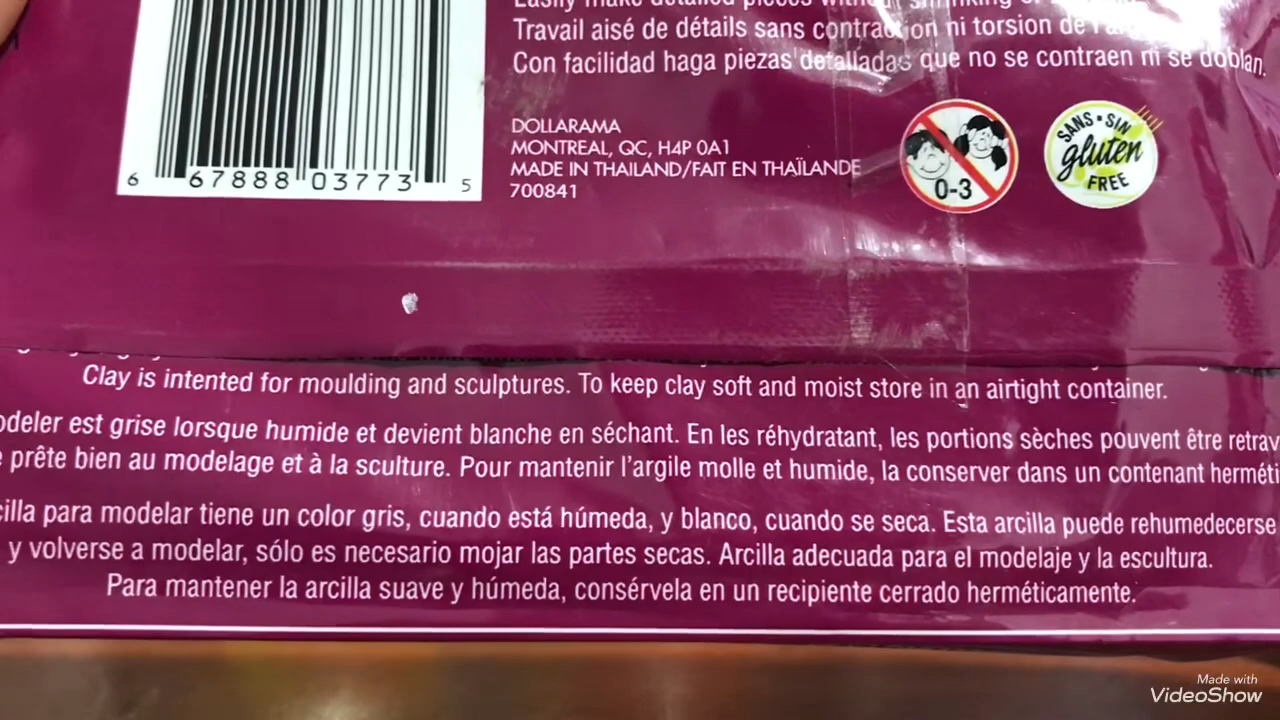 Easily make detailed pieces without shrinking or
Travail aisé de détails sans contraction ni torsion de l'arg
Con facilidad haga piezas detalladas que no se contraen ni se doblan.
DOLLARAMA
MONTREAL, QC, H4P 0A1
MADE IN THAILAND/FAIT EN THAÏLANDE
700841
0-3
SANS • SIN
gluten
FREE
6 67888 03773 5
Clay is intented for moulding and sculptures. To keep clay soft and moist store in an airtight container.
odeler est grise lorsque humide et devient blanche en séchant. En les réhydratant, les portions sèches pouvent être retrav
prête bien au modelage et à la sculture. Pour mantenir l'argile molle et humide, la conserver dans un contenant herméti
cilla para modelar tiene un color gris, cuando está húmeda, y blanco, cuando se seca. Esta arcilla puede rehumedecerse
y volverse a modelar, sólo es necesario mojar las partes secas. Arcilla adecuada para el modelaje y la escultura.
Para mantener la arcilla suave y húmeda, consérvela en un recipiente cerrado herméticamente.
Made with
VideoShow